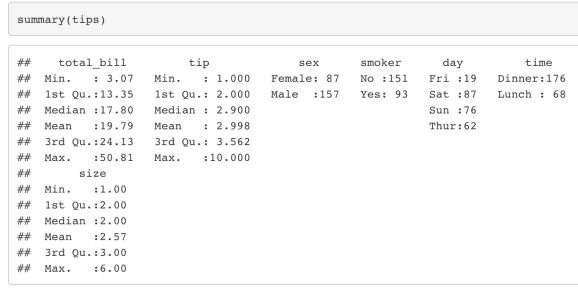 summary(tips)
##    total_bill         tip             sex       smoker      day         time
##  Min.   : 3.07   Min.   : 1.000   Female: 87   No :151   Fri :19   Dinner:176
##  1st Qu.:13.35   1st Qu.: 2.000   Male  :157   Yes: 93   Sat :87   Lunch : 68
##  Median :17.80   Median : 2.900                          Sun :76
##  Mean   :19.79   Mean   : 2.998                          Thur:62
##  3rd Qu.:24.13   3rd Qu.: 3.562
##  Max.   :50.81   Max.   :10.000
##       size
##  Min.   :1.00
##  1st Qu.:2.00
##  Median :2.00
##  Mean   :2.57
##  3rd Qu.:3.00
##  Max.   :6.00